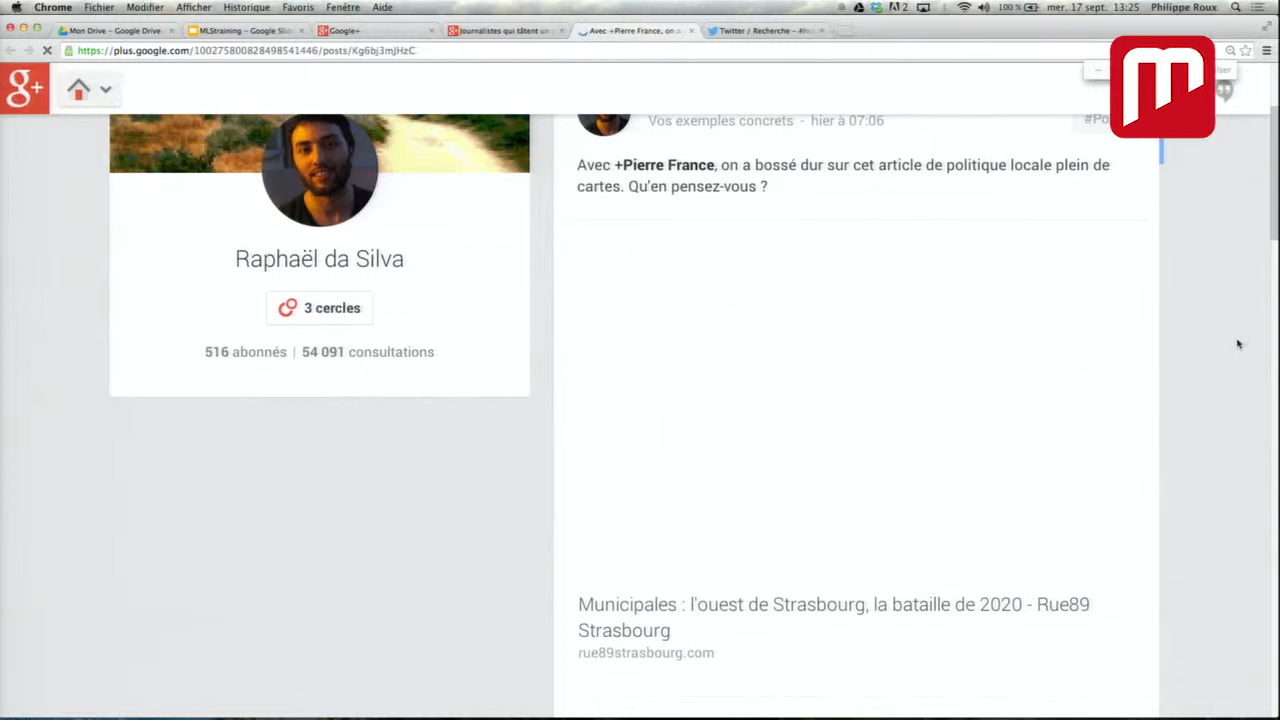 Chrome Fichier Modifier Afficher Historique Favoris Fenêtre Aide
A 2 100 % mer. 17 sept. 13:25 Philippe Roux
Mon Drive – Google Drive MLStraining – Google Slid Google+ Journalistes qui tâtent un Avec +Pierre France, on a Twitter / Recherche – #h
https://plus.google.com/100275800828498541446/posts/Kg6bj3mJHzC
g+
iser
M
Vos exemples concrets - hier à 07:06
#Po
Avec +Pierre France, on a bossé dur sur cet article de politique locale plein de
cartes. Qu'en pensez-vous ?
Raphaël da Silva
3 cercles
516 abonnés | 54 091 consultations
Municipales : l'ouest de Strasbourg, la bataille de 2020 - Rue89
Strasbourg
rue89strasbourg.com